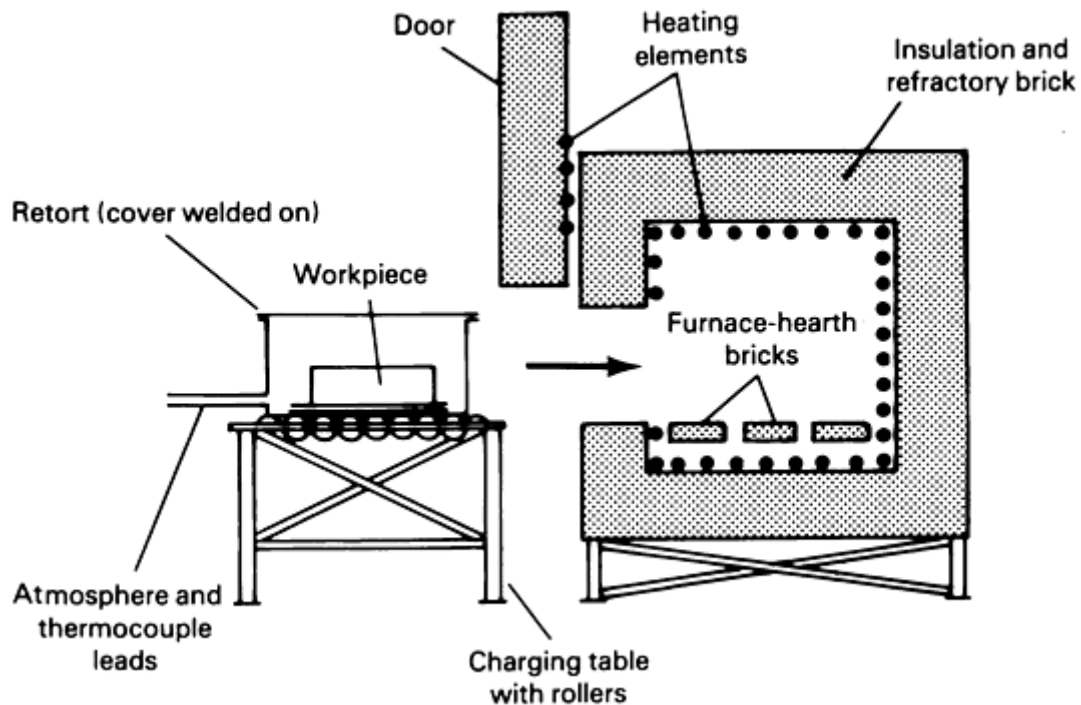 Door
Heating
elements
Insulation and
refractory brick
Retort (cover welded on)
Workpiece
Furnace-hearth
bricks
Atmosphere and
thermocouple
leads
Charging table
with rollers